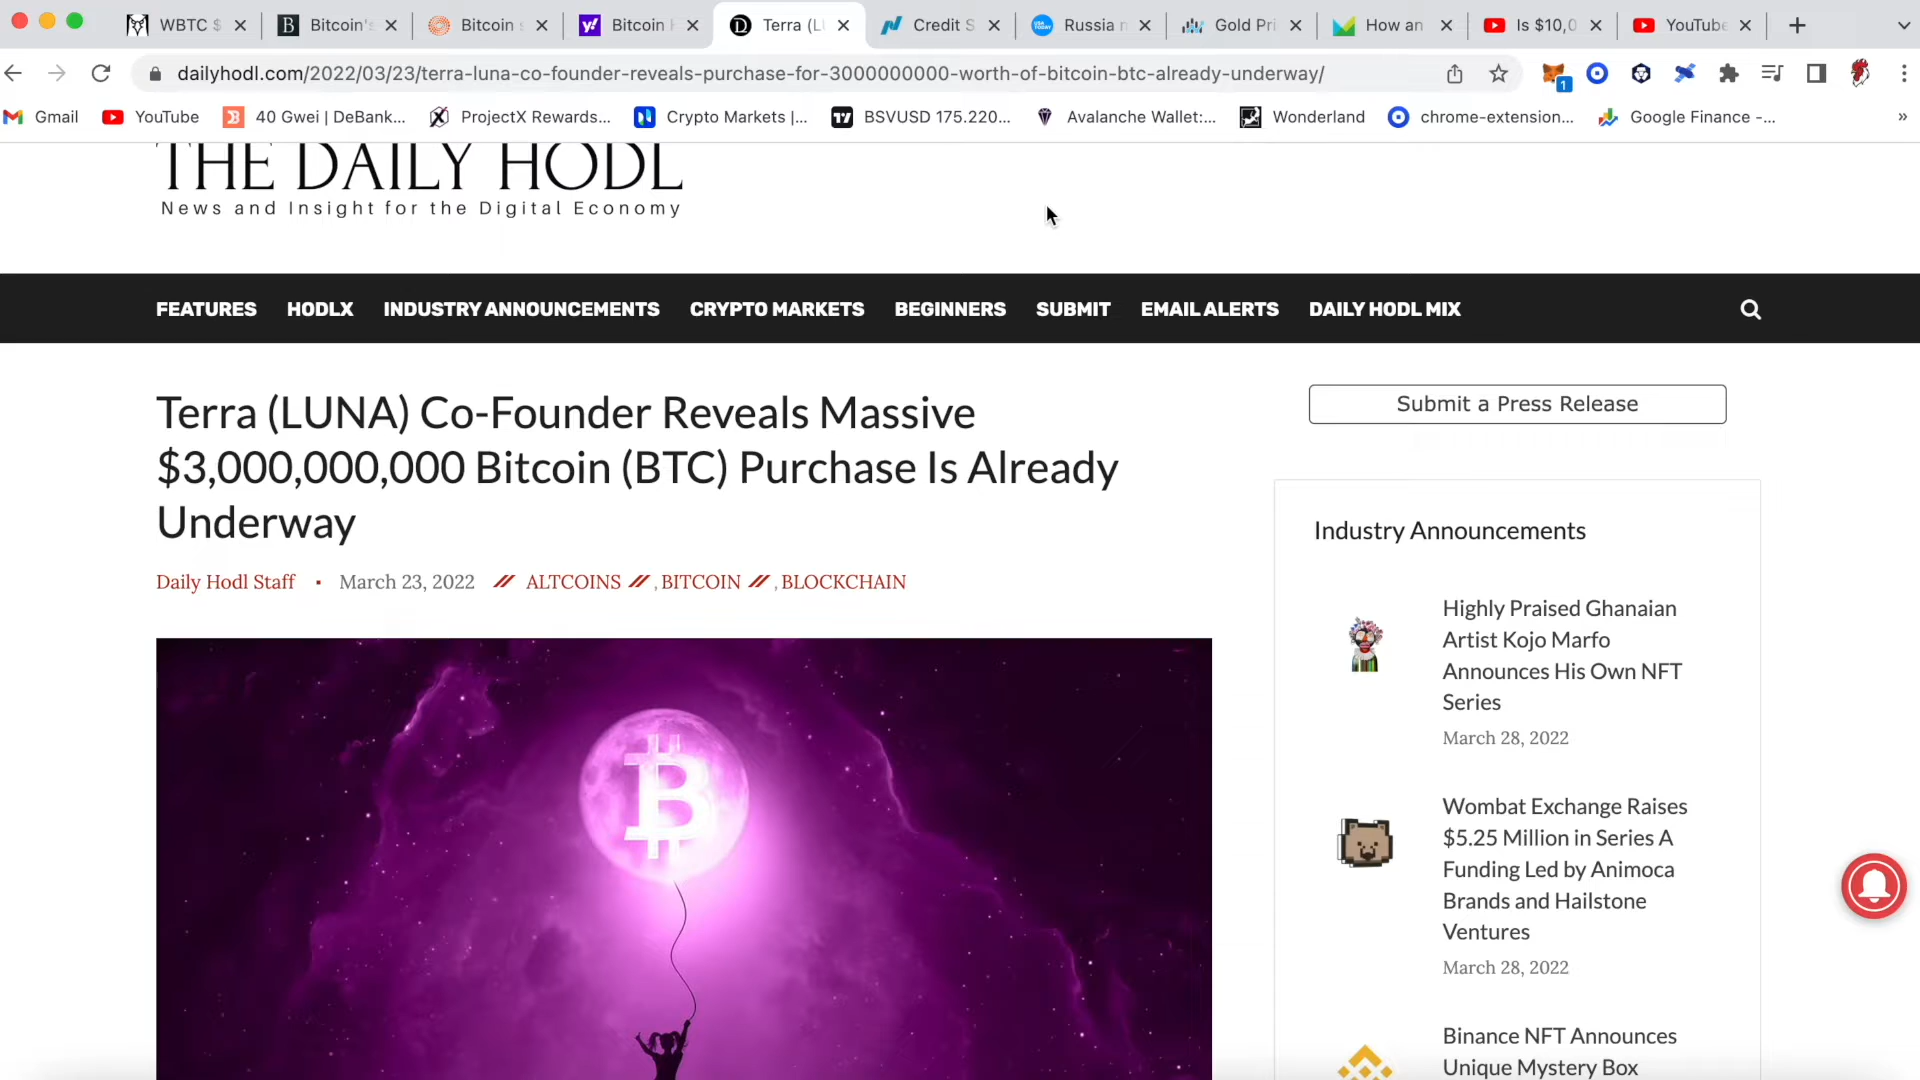 WBTC $
Bitcoin's
Bitcoin s
Bitcoin
Terra (L
Credit S
Russia n
Gold Pri
How an
Is $10,0
YouTube
dailyhodl.com/2022/03/23/terra-luna-co-founder-reveals-purchase-for-3000000000-worth-of-bitcoin-btc-already-underway/
1
Gmail
YouTube
40 Gwei | DeBank...
ProjectX Rewards...
Crypto Markets |...
BSVUSD 175.220...
Avalanche Wallet:...
Wonderland
chrome-extension...
Google Finance -...
THE DAILY HODL
News and Insight for the Digital Economy
FEATURES
HODLX
INDUSTRY ANNOUNCEMENTS
CRYPTO MARKETS
BEGINNERS
SUBMIT
EMAIL ALERTS
DAILY HODL MIX
Terra (LUNA) Co-Founder Reveals Massive
$3,000,000,000 Bitcoin (BTC) Purchase Is Already
Underway
Daily Hodl Staff ▪ March 23, 2022 // ALTCOINS // , BITCOIN // , BLOCKCHAIN
Submit a Press Release
Industry Announcements
Highly Praised Ghanaian
Artist Kojo Marfo
Announces His Own NFT
Series
March 28, 2022
Wombat Exchange Raises
$5.25 Million in Series A
Funding Led by Animoca
Brands and Hailstone
Ventures
March 28, 2022
Binance NFT Announces
Unique Mystery Box